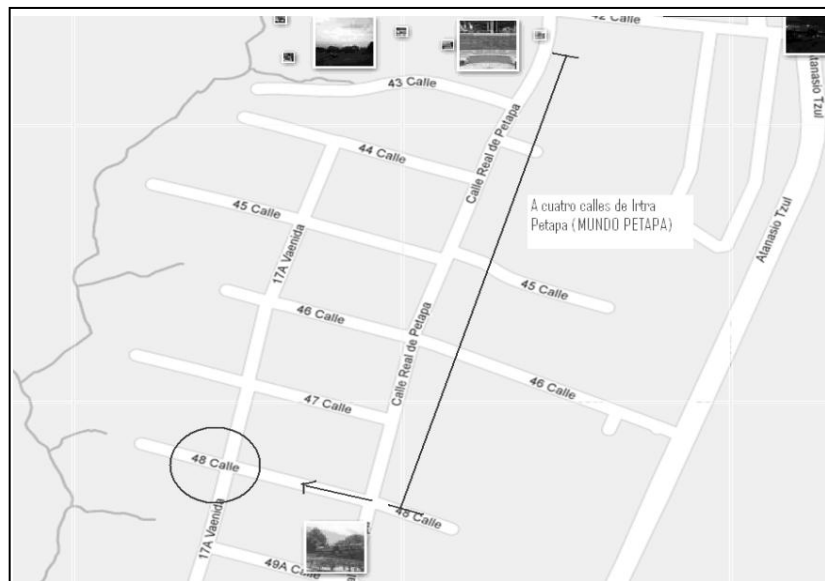 42 Calle
Atanasio Tzul
43 Calle
Calle Real de Petapa
44 Calle
A cuatro calles de Irtra
Petapa (MUNDO PETAPA)
45 Calle
17A Vaenida
Atanasio Tzul
45 Calle
46 Calle
Calle Real de Petapa
46 Calle
47 Calle
48 Calle
48 Calle
17A Vaenida
49A Calle